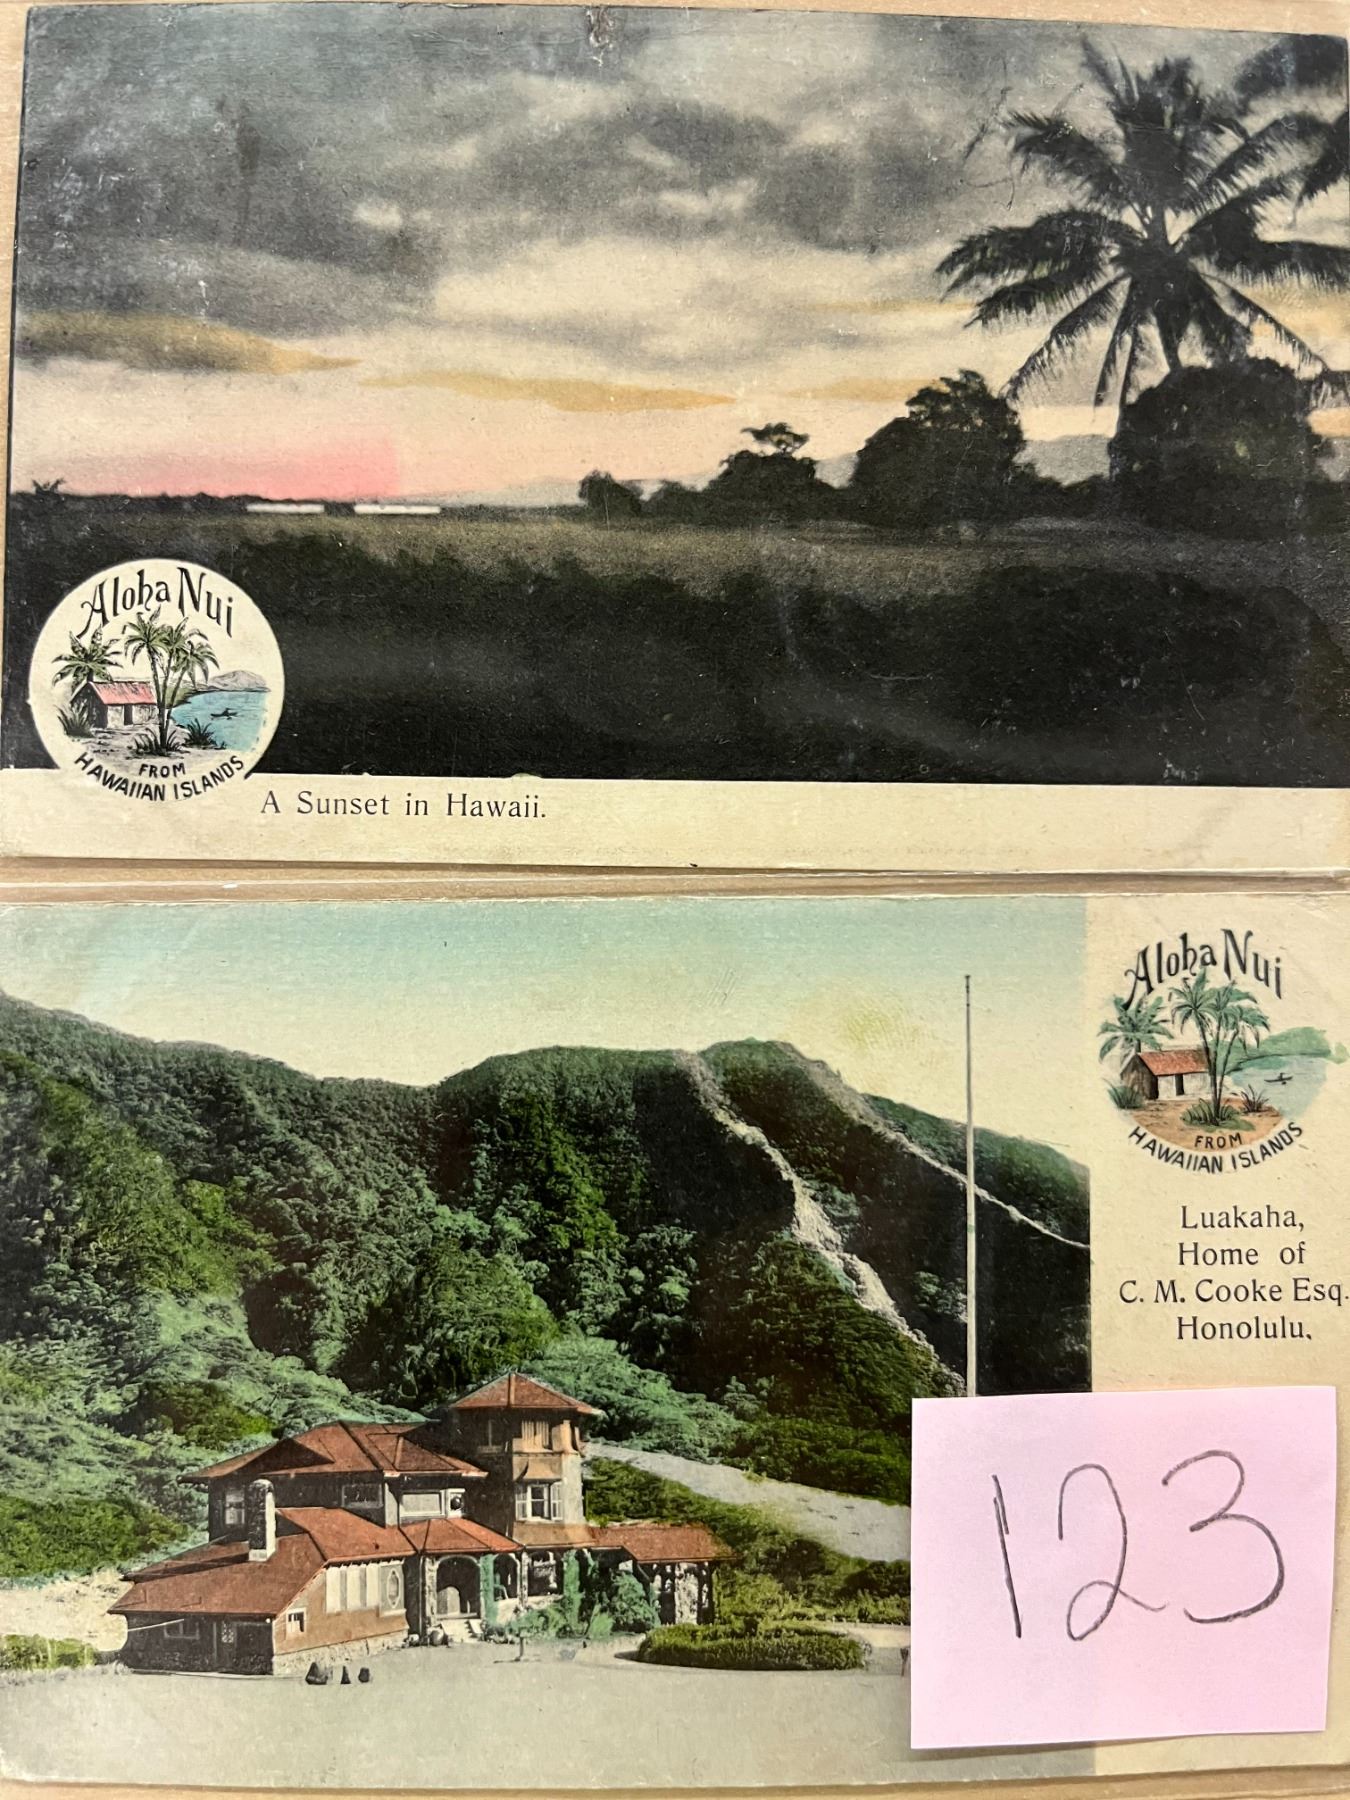 Aloha Nui
FROM
HAWAIIAN ISLANDS
A Sunset in Hawaii.
Aloha Nui
FROM
HAWAIIAN ISLANDS
Luakaha,
Home of
C. M. Cooke Esq.
Honolulu.
123